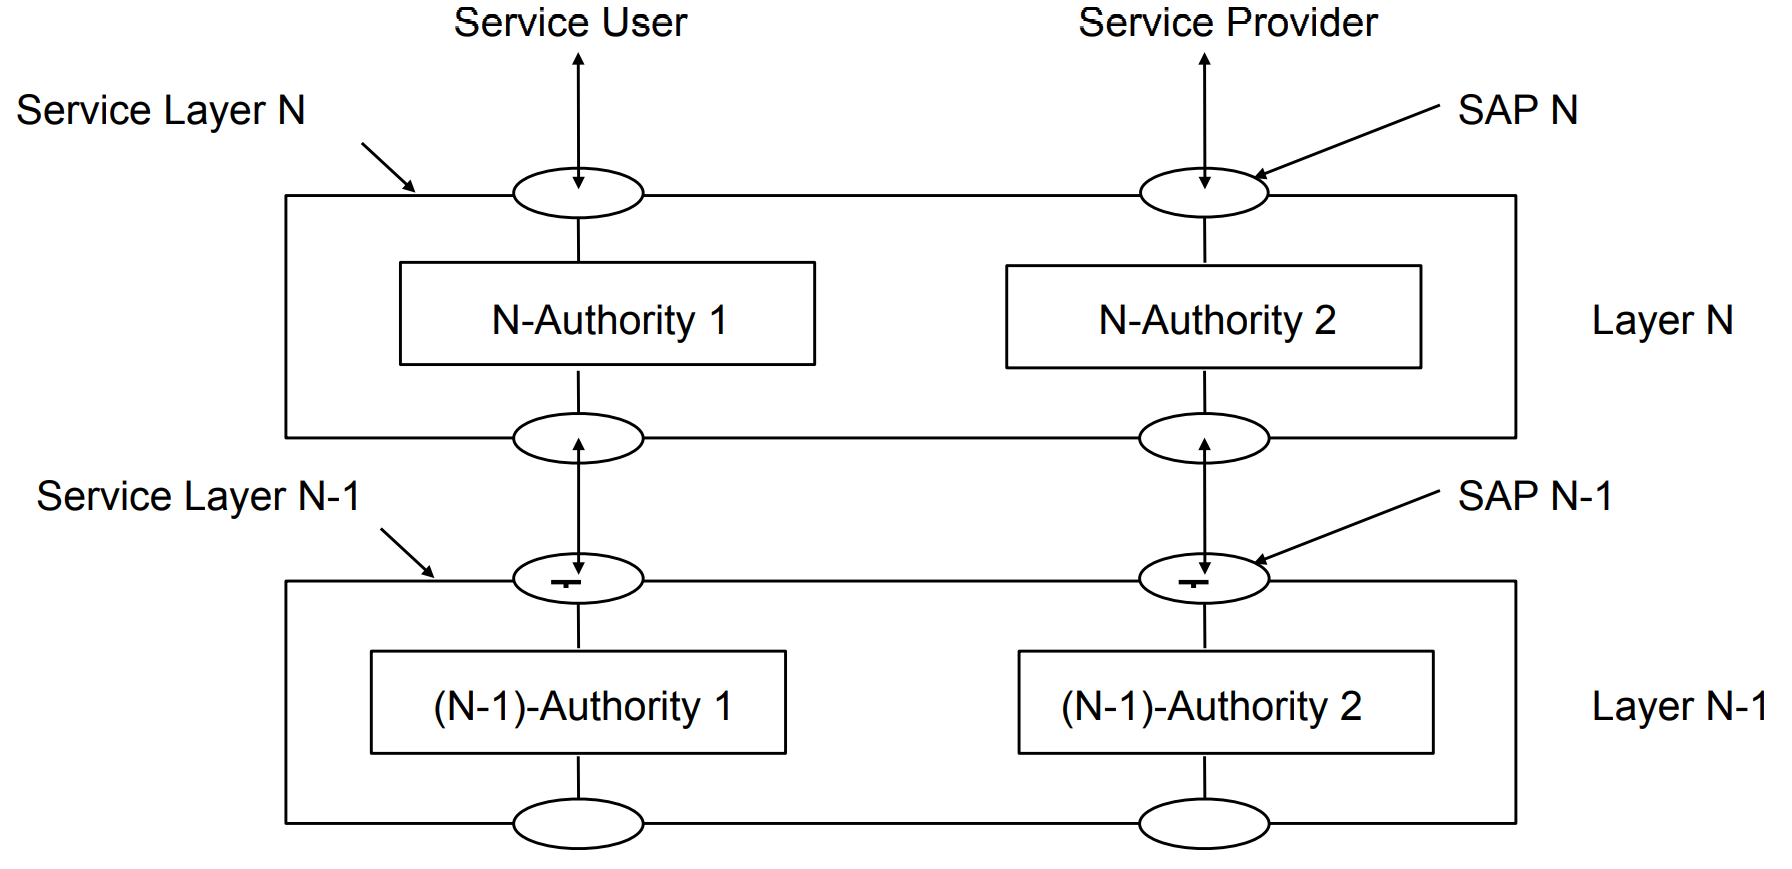 Service User
Service Provider
Service Layer N
SAP N
N-Authority 1
N-Authority 2
Layer N
Service Layer N-1
SAP N-1
(N-1)-Authority 1
(N-1)-Authority 2
Layer N-1